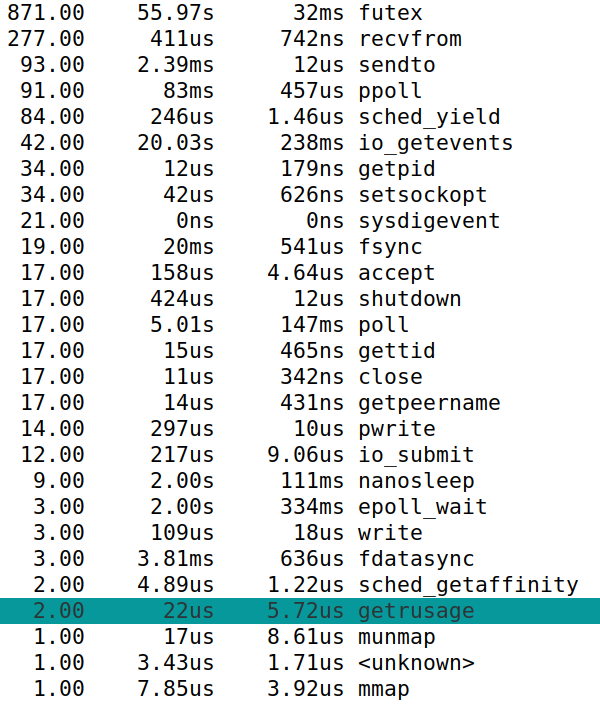 871.00 55.97s 32ms futex
277.00 411us 742ns recvfrom
93.00 2.39ms 12us sendto
91.00 83ms 457us ppoll
84.00 246us 1.46us sched_yield
42.00 20.03s 238ms io_getevents
34.00 12us 179ns getpid
34.00 42us 626ns setsockopt
21.00 0ns 0ns sysdigevent
19.00 20ms 541us fsync
17.00 158us 4.64us accept
17.00 424us 12us shutdown
17.00 5.01s 147ms poll
17.00 15us 465ns gettid
17.00 11us 342ns close
17.00 14us 431ns getpeername
14.00 297us 10us pwrite
12.00 217us 9.06us io_submit
9.00 2.00s 111ms nanosleep
3.00 2.00s 334ms epoll_wait
3.00 109us 18us write
3.00 3.81ms 636us fdatasync
2.00 4.89us 1.22us sched_getaffinity
2.00 22us 5.72us getrusage
1.00 17us 8.61us munmap
1.00 3.43us 1.71us <unknown>
1.00 7.85us 3.92us mmap